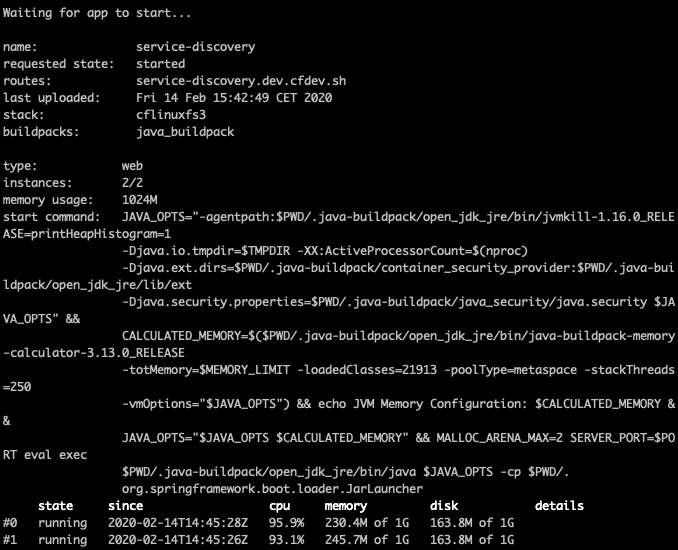 Waiting for app to start...
name: service-discovery
requested state: started
routes: service-discovery.dev.cfdev.sh
last uploaded: Fri 14 Feb 15:42:49 CET 2020
stack: cflinuxfs3
buildpacks: java_buildpack
type: web
instances: 2/2
memory usage: 1024M
start command: JAVA_OPTS="-agentpath:$PWD/.java-buildpack/open_jdk_jre/bin/jvmkill-1.16.0_RELE
ASE=printHeapHistogram=1
-Djava.io.tmpdir=$TMPDIR -XX:ActiveProcessorCount=$(nproc)
-Djava.ext.dirs=$PWD/.java-buildpack/container_security_provider:$PWD/.java-bui
ldpack/open_jdk_jre/lib/ext
-Djava.security.properties=$PWD/.java-buildpack/java_security/java.security $JA
VA_OPTS" &&
CALCULATED_MEMORY=$($PWD/.java-buildpack/open_jdk_jre/bin/java-buildpack-memory
-calculator-3.13.0_RELEASE
-totMemory=$MEMORY_LIMIT -loadedClasses=21913 -poolType=metaspace -stackThreads
=250
-vmOptions="$JAVA_OPTS") && echo JVM Memory Configuration: $CALCULATED_MEMORY &
&
JAVA_OPTS="$JAVA_OPTS $CALCULATED_MEMORY" && MALLOC_ARENA_MAX=2 SERVER_PORT=$PO
RT eval exec
$PWD/.java-buildpack/open_jdk_jre/bin/java $JAVA_OPTS -cp $PWD/.
org.springframework.boot.loader.JarLauncher
state since cpu memory disk details
#0 running 2020-02-14T14:45:28Z 95.9% 230.4M of 1G 163.8M of 1G
#1 running 2020-02-14T14:45:26Z 93.1% 245.7M of 1G 163.8M of 1G